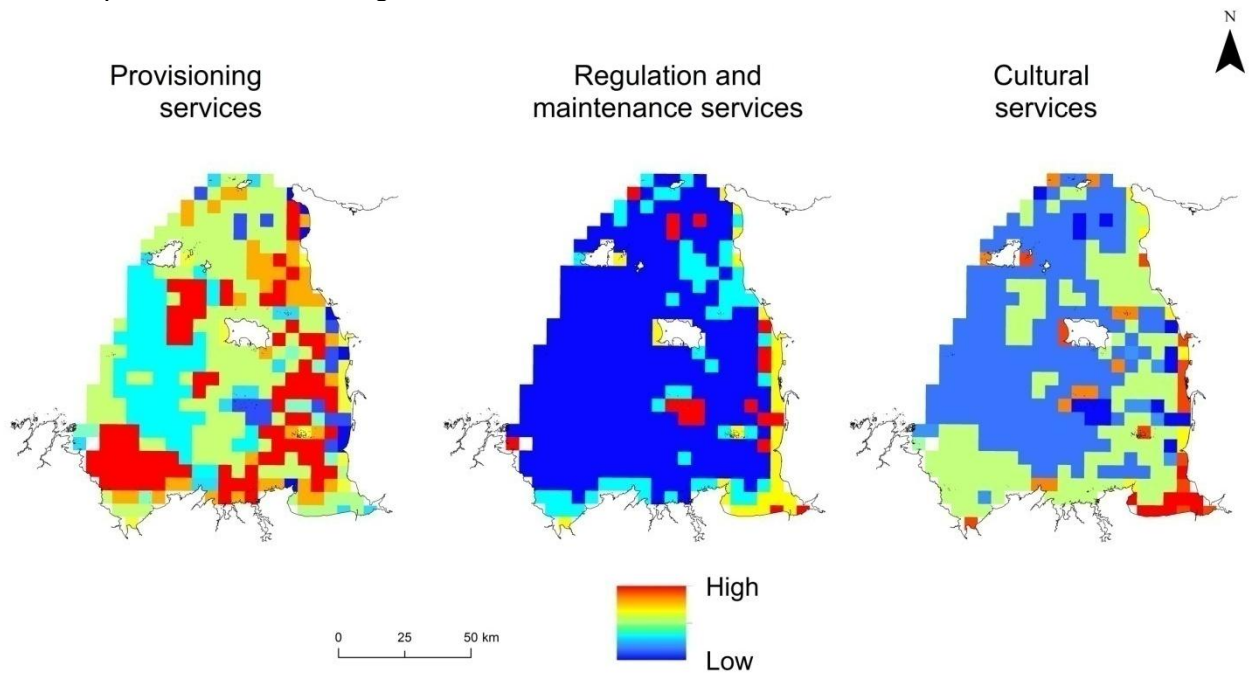 N
Provisioning
services
Regulation and
maintenance services
Cultural
services
High
Low
0 25 50 km